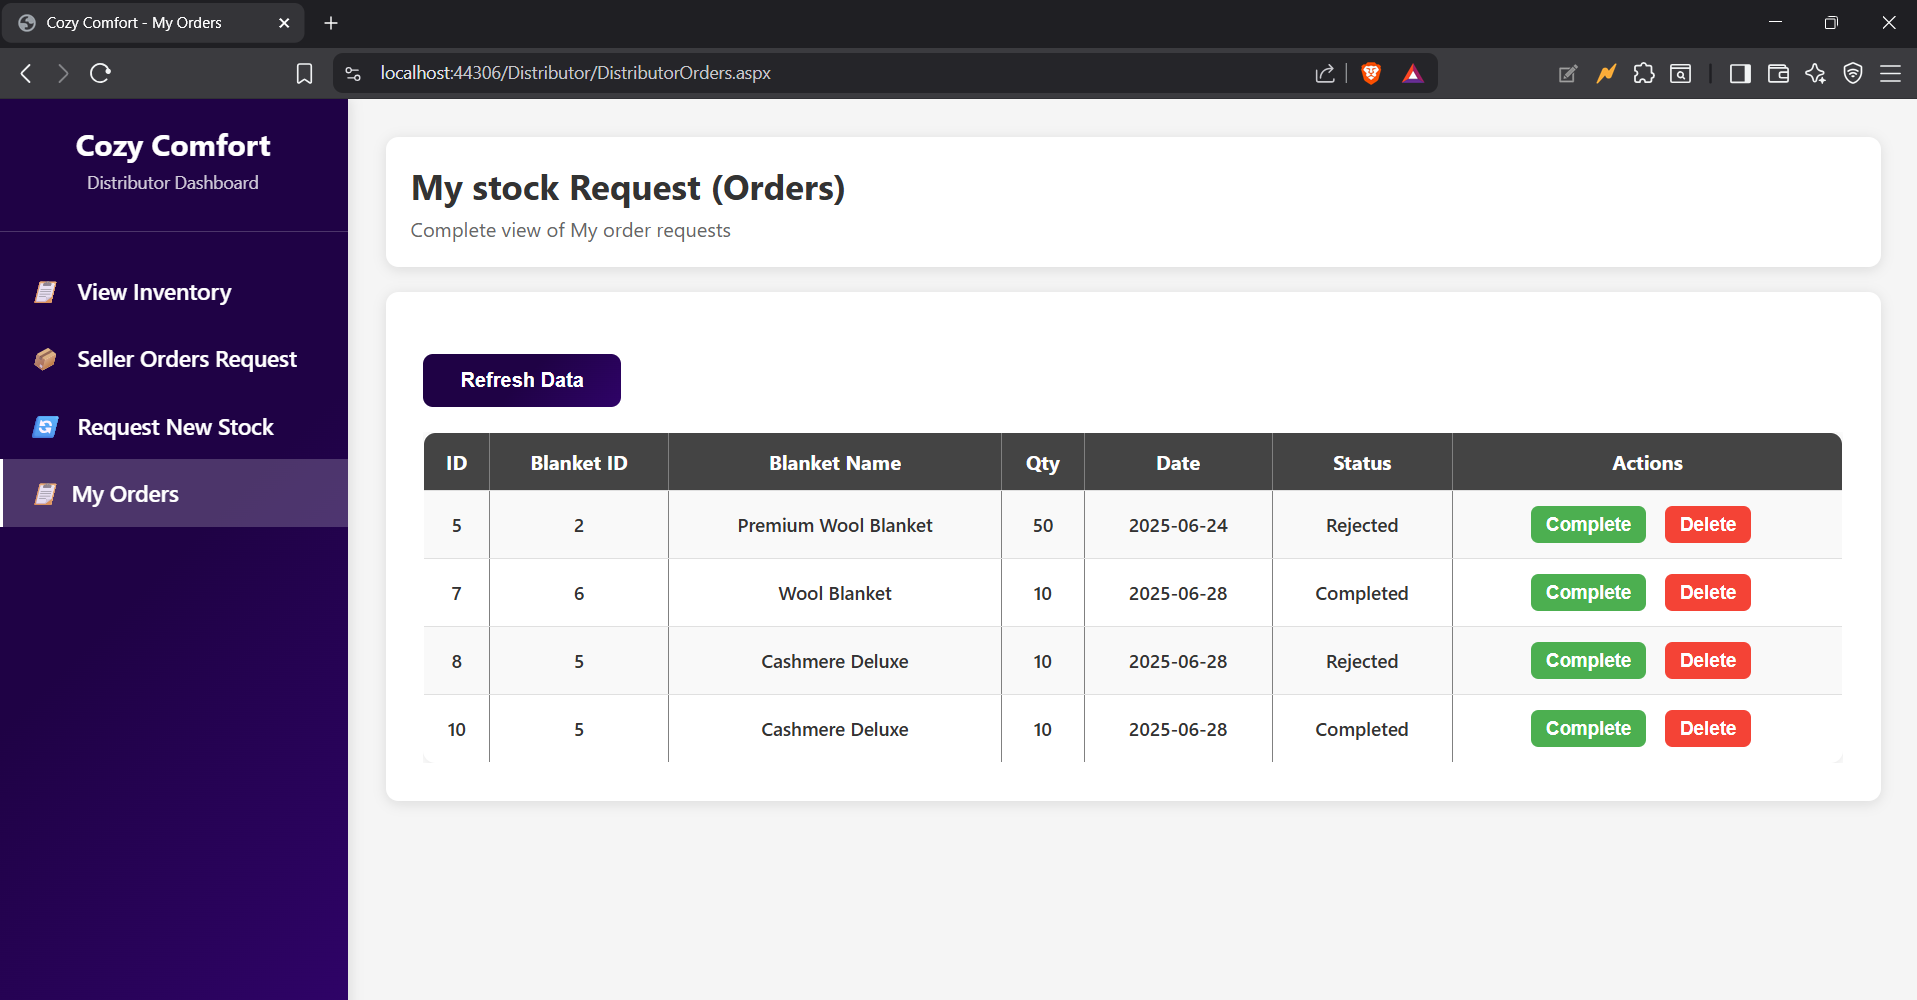 Cozy Comfort - My Orders
localhost:44306/Distributor/DistributorOrders.aspx
Cozy Comfort
Distributor Dashboard
View Inventory
Seller Orders Request
Request New Stock
My Orders
My stock Request (Orders)
Complete view of My order requests
Refresh Data
ID Blanket ID Blanket Name Qty Date Status Actions
5 2 Premium Wool Blanket 50 2025-06-24 Rejected Complete Delete
7 6 Wool Blanket 10 2025-06-28 Completed Complete Delete
8 5 Cashmere Deluxe 10 2025-06-28 Rejected Complete Delete
10 5 Cashmere Deluxe 10 2025-06-28 Completed Complete Delete